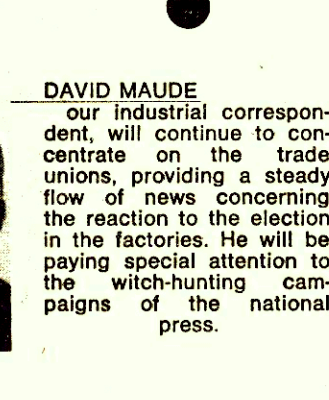 DAVID MAUDE
our industrial correspon-
dent, will continue to con-
centrate on the trade
unions, providing a steady
flow of news concerning
the reaction to the election
in the factories. He will be
paying special attention to
the witch-hunting cam-
paigns of the national
press.